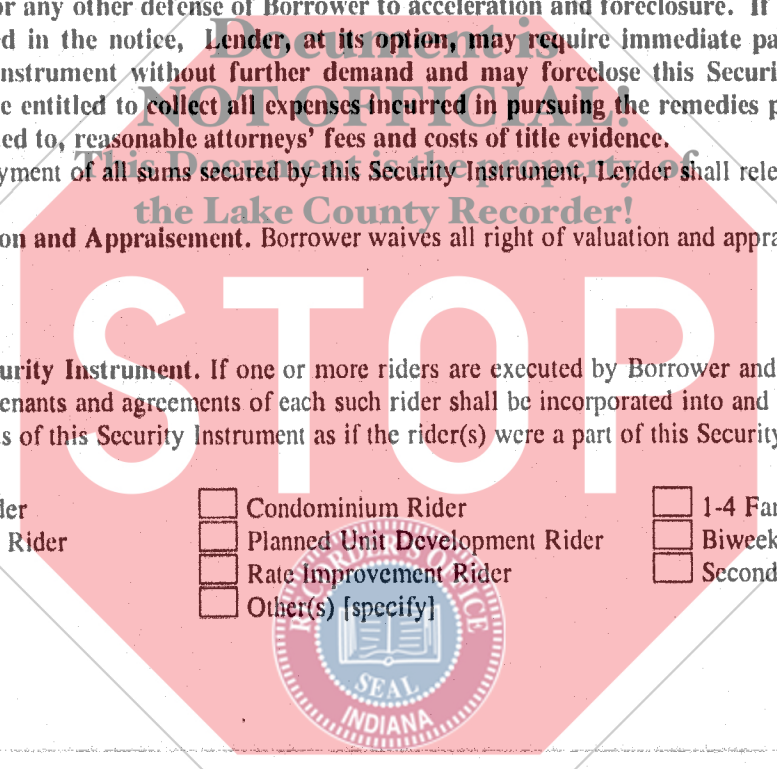 or any other defense of Borrower to acceleration and foreclosure. If
ed in the notice, Lender, at its option, may require immediate pa
Document is
nstrument without further demand and may foreclose this Securi
NOT OFFICIAL!
e entitled to collect all expenses incurred in pursuing the remedies p
ed to, reasonable attorneys' fees and costs of title evidence.
This Document is the property of
yment of all sums secured by this Security Instrument, Lender shall rele
the Lake County Recorder!
on and Appraisement. Borrower waives all right of valuation and appra
STOP
urity Instrument. If one or more riders are executed by Borrower and
enants and agreements of each such rider shall be incorporated into and
s of this Security Instrument as if the rider(s) were a part of this Security
der Condominium Rider 1-4 Fam
Rider Planned Unit Development Rider Biweek
Rate Improvement Rider Second
Other(s) [specify]
RECORDER'S OFFICE
SEAL
INDIANA